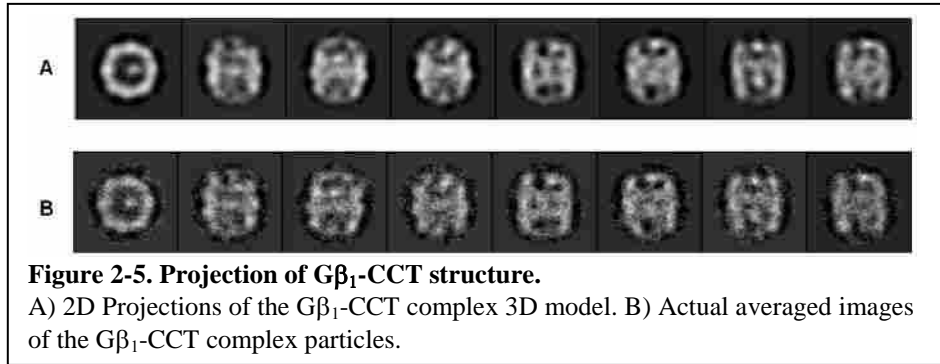 A
B
Figure 2-5. Projection of Gβ₁-CCT structure.
A) 2D Projections of the Gβ₁-CCT complex 3D model. B) Actual averaged images
of the Gβ₁-CCT complex particles.